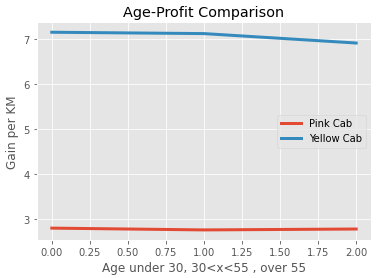 Age-Profit Comparison
Gain per KM
7
6
5
4
3
Pink Cab
Yellow Cab
0.00 0.25 0.50 0.75 1.00 1.25 1.50 1.75 2.00
Age under 30, 30<x<55 , over 55